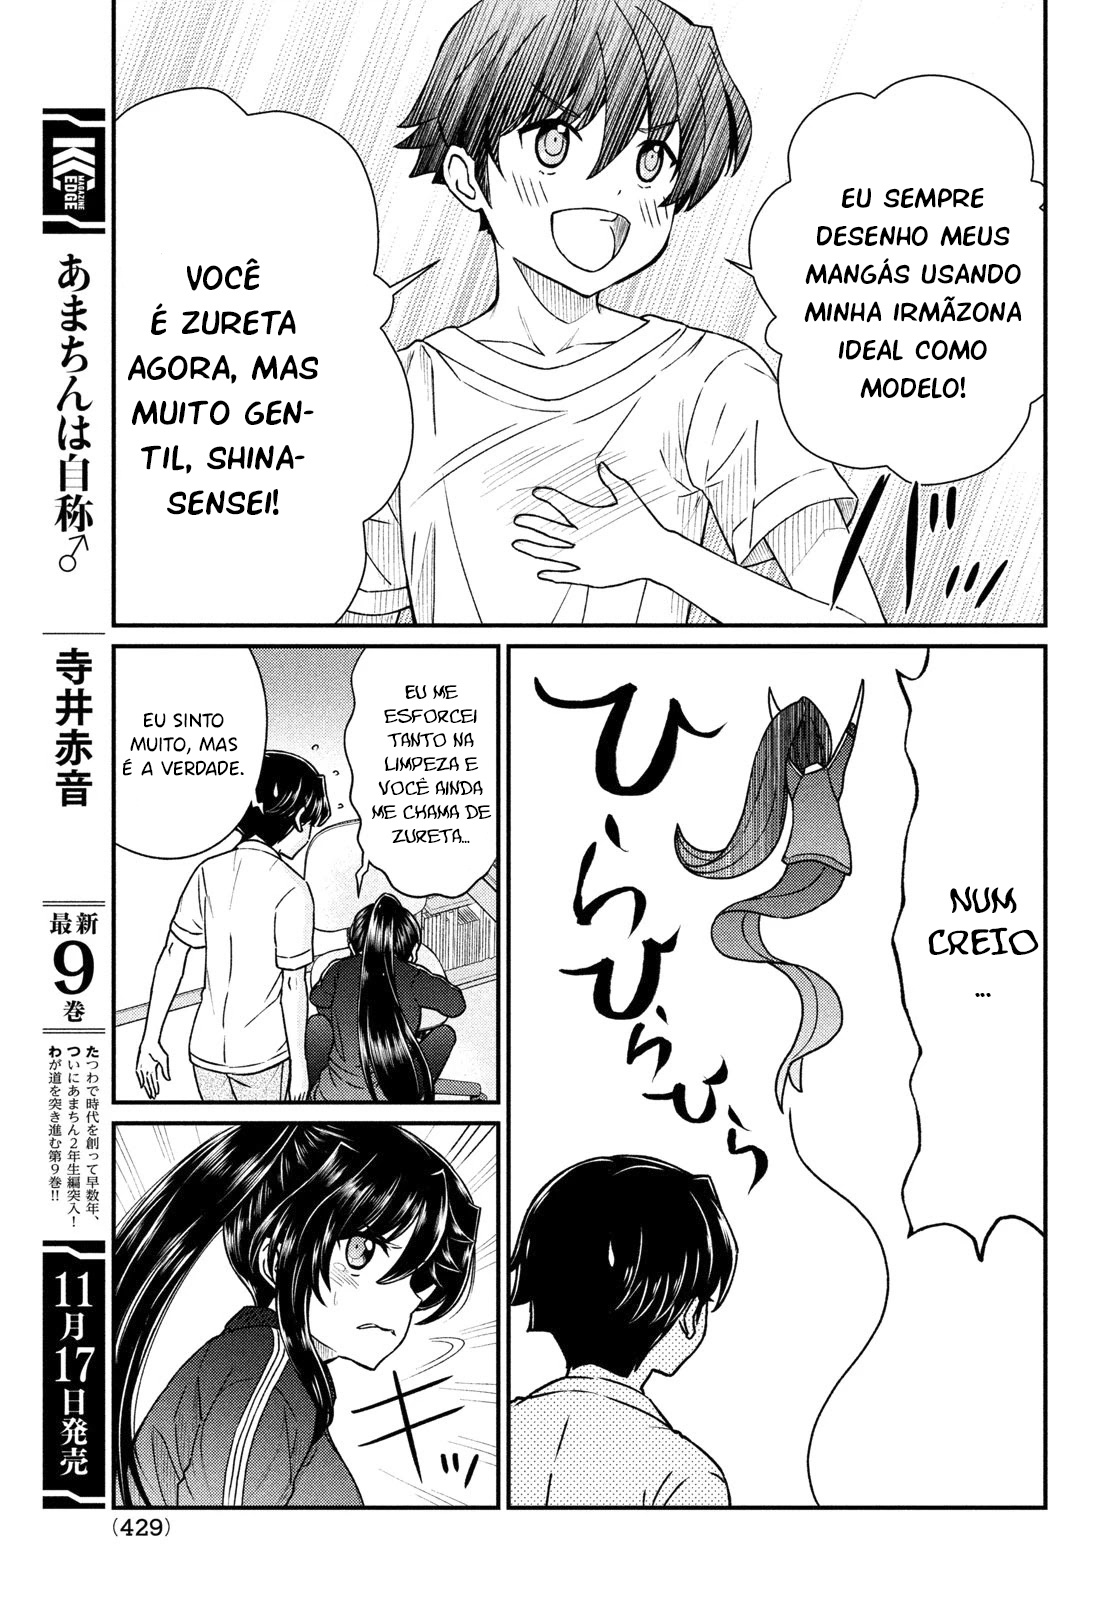 EU SEMPRE
DESENHO MEUS
MANGÁS USANDO
MINHA IRMÃZONA
IDEAL COMO
MODELO!
VOCÊ
É ZURETA
AGORA, MAS
MUITO GEN-
TIL, SHINA-
SENSEI!
ひらひらひら
NUM
CREIO
...
EU ME
ESFORCEI
TANTO NA
LIMPEZA E
VOCÊ AINDA
ME CHAMA DE
ZURETA...
EU SINTO
MUITO, MAS
É A VERDADE.
キッ
K
MAGAZINE
EDGE
あまちんは自称♂
寺井赤音
最新
9
巻
たつわで時代を創って早数年、
ついにあまちん2年生編突入！
わが道を突き進む第9巻!!
11月17日発売
(429)